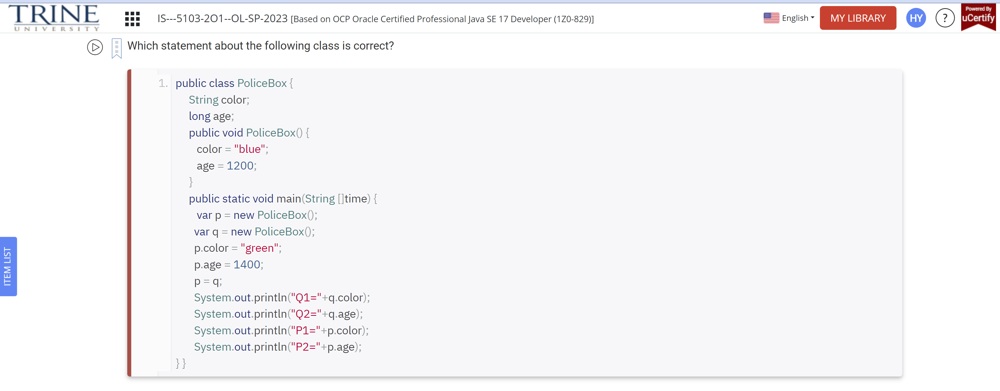 TRINE
UNIVERSITY
IS---5103-2O1--OL-SP-2023 [Based on OCP Oracle Certified Professional Java SE 17 Developer (1Z0-829)]
English
MY LIBRARY
HY
?
Powered By
uCertify
Which statement about the following class is correct?
1. public class PoliceBox {
String color;
long age;
public void PoliceBox() {
color = "blue";
age = 1200;
}
public static void main(String []time) {
var p = new PoliceBox();
var q = new PoliceBox();
p.color = "green";
p.age = 1400;
p = q;
System.out.println("Q1="+q.color);
System.out.println("Q2="+q.age);
System.out.println("P1="+p.color);
System.out.println("P2="+p.age);
} }
ITEM LIST